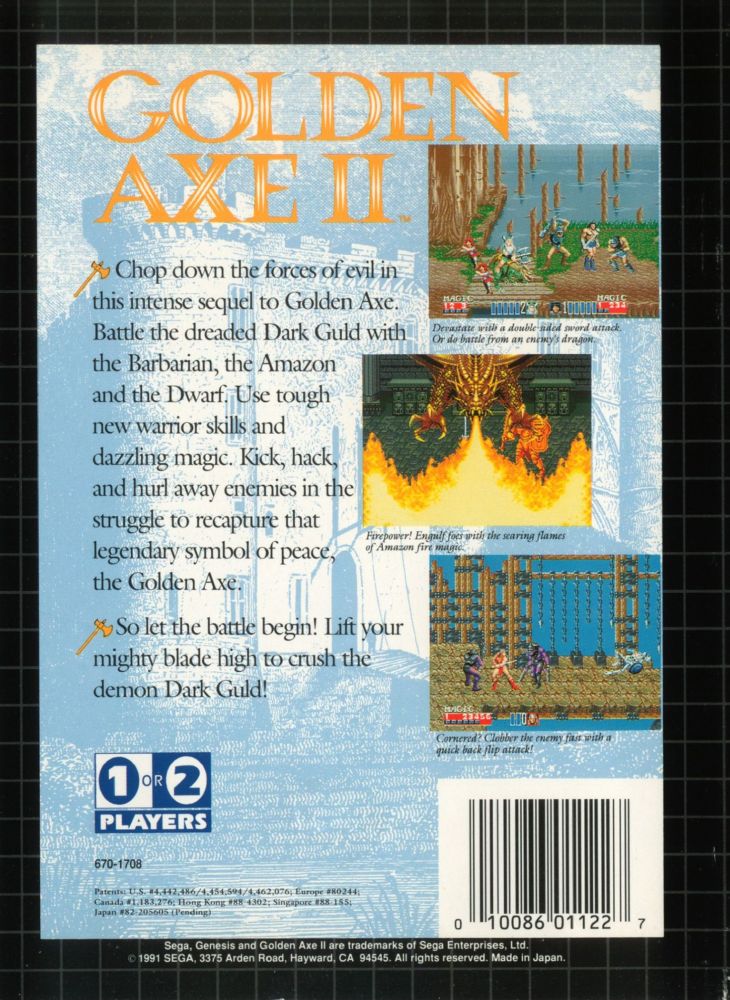 GOLDEN
AXE II™
Chop down the forces of evil in
this intense sequel to Golden Axe.
Battle the dreaded Dark Guld with
the Barbarian, the Amazon
and the Dwarf. Use tough
new warrior skills and
dazzling magic. Kick, hack,
and hurl away enemies in the
struggle to recapture that
legendary symbol of peace,
the Golden Axe.
So let the battle begin! Lift your
mighty blade high to crush the
demon Dark Guld!
MAGIC
MAGIC
Devastate with a double-sided sword attack.
Or do battle from an enemy's dragon.
Firepower! Engulf foes with the searing flames
of Amazon fire magic.
MAGIC
1 23456
Cornered? Clobber the enemy fast with a
quick back flip attack!
1 OR 2
PLAYERS
670-1708
Patents: U.S. #4,442,486/4,454,594/4,462,076; Europe #80244;
Canada #1,183,276; Hong Kong #88-4302; Singapore #88-155;
Japan #82-205605 (Pending)
0 10086 01122 7
Sega, Genesis and Golden Axe II are trademarks of Sega Enterprises, Ltd.
© 1991 SEGA, 3375 Arden Road, Hayward, CA 94545. All rights reserved. Made in Japan.